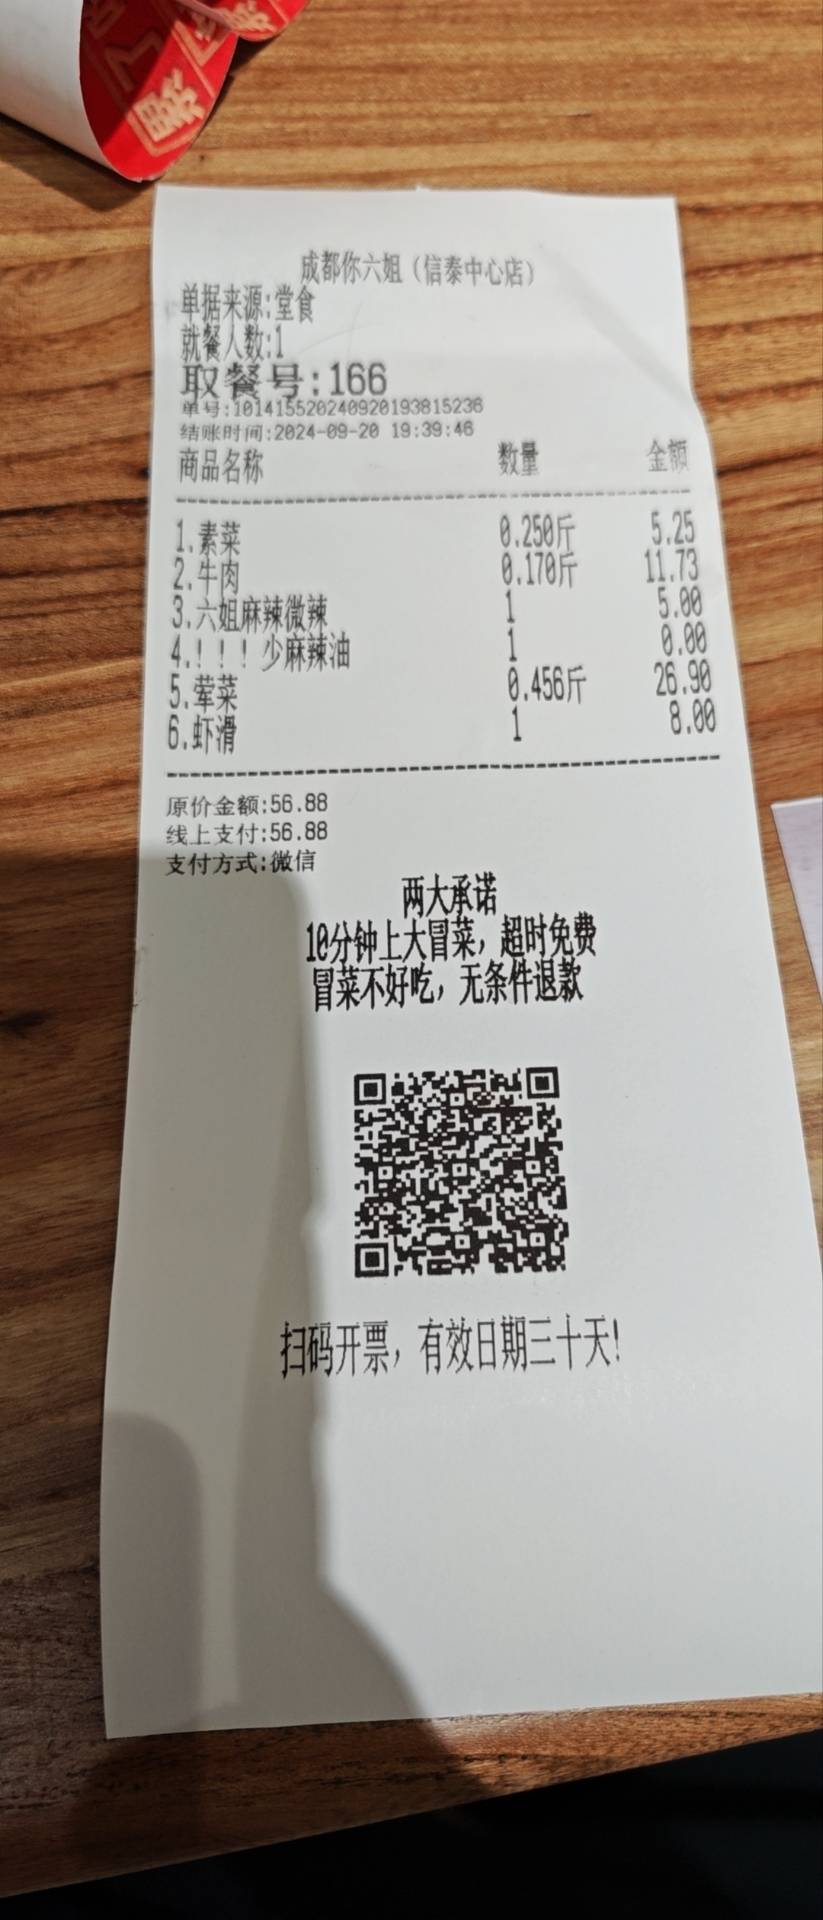 成都你六姐（信泰中心店）
单据来源:堂食
就餐人数:1
取餐号:166
单号:101415520240920193815236
结账时间:2024-09-20 19:39:46
商品名称 数量 金额
1.素菜 0.250斤 5.25
2.牛肉 0.170斤 11.73
3.六姐麻辣微辣 1 5.00
4.！！！少麻辣油 1 0.00
5.荤菜 0.456斤 26.90
6.虾滑 1 8.00
原价金额:56.88
线上支付:56.88
支付方式:微信
两大承诺
10分钟上大冒菜，超时免费
冒菜不好吃，无条件退款
扫码开票，有效日期三十天!